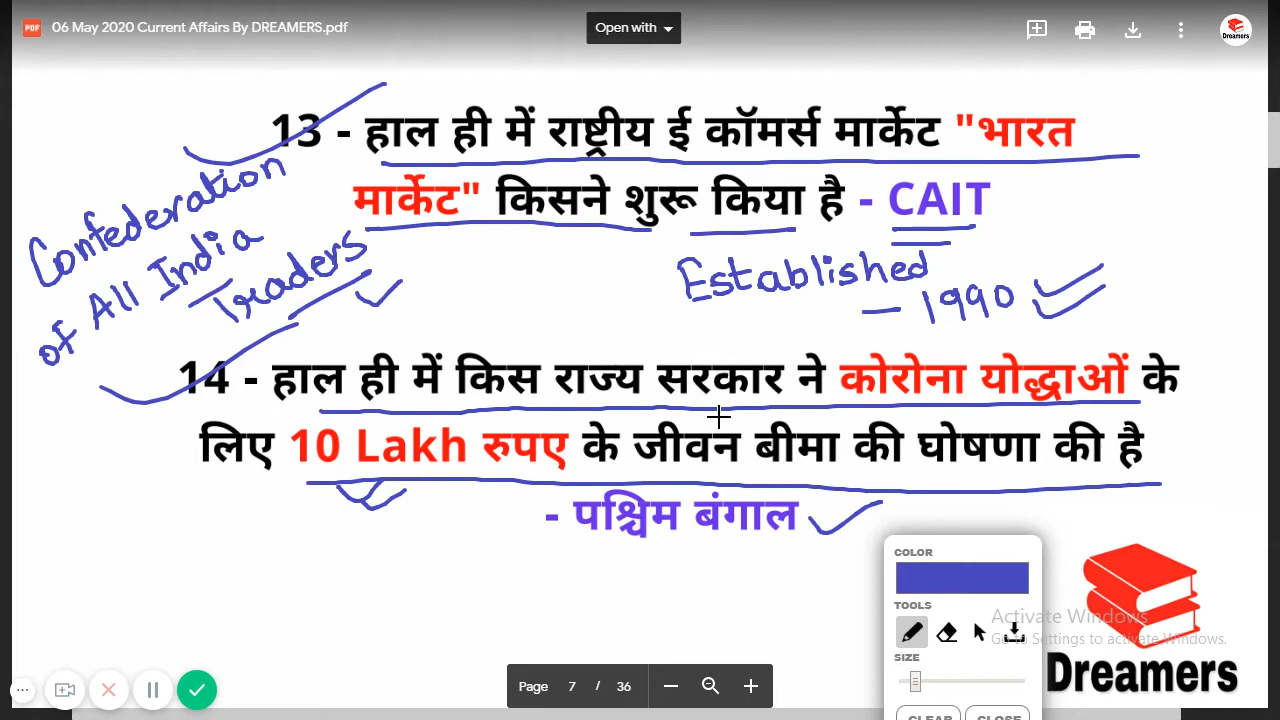 06 May 2020 Current Affairs By DREAMERS.pdf
Open with
Dreamers
13 - हाल ही में राष्ट्रीय ई कॉमर्स मार्केट "भारत
मार्केट" किसने शुरू किया है - CAIT
Confederation
of All India
Traders
Established
- 1990
14 - हाल ही में किस राज्य सरकार ने कोरोना योद्धाओं के
लिए 10 Lakh रुपए के जीवन बीमा की घोषणा की है
- पश्चिम बंगाल
COLOR
TOOLS
SIZE
CLEAR CLOSE
Activate Windows
Go to Settings to activate Windows.
Dreamers
Page 7 / 36